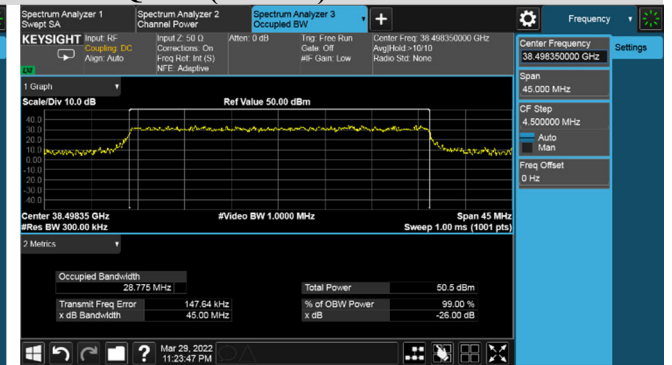 Spectrum Analyzer 1
Swept SA
Spectrum Analyzer 2
Channel Power
Spectrum Analyzer 3
Occupied BW
Frequency
KEYSIGHT
Input: RF
Coupling: DC
Align: Auto
Input Z: 50 Ω
Corrections: On
Freq Ref: Int (S)
NFE: Adaptive
Atten: 0 dB
Trig: Free Run
Gate: Off
#IF Gain: Low
Center Freq: 38.498350000 GHz
Avg|Hold:>10/10
Radio Std: None
Center Frequency
38.498350000 GHz
Settings
Span
45.000 MHz
CF Step
4.500000 MHz
Auto
Man
Freq Offset
0 Hz
1 Graph
Scale/Div 10.0 dB
Ref Value 50.00 dBm
40.0
30.0
20.0
10.0
0.00
-10.0
-20.0
-30.0
-40.0
Center 38.49835 GHz
#Video BW 1.0000 MHz
Span 45 MHz
#Res BW 300.00 kHz
Sweep 1.00 ms (1001 pts)
2 Metrics
Occupied Bandwidth
28.775 MHz
Total Power
50.5 dBm
Transmit Freq Error
147.64 kHz
% of OBW Power
99.00 %
x dB Bandwidth
45.00 MHz
x dB
-26.00 dB
?
Mar 29, 2022
11:23:47 PM